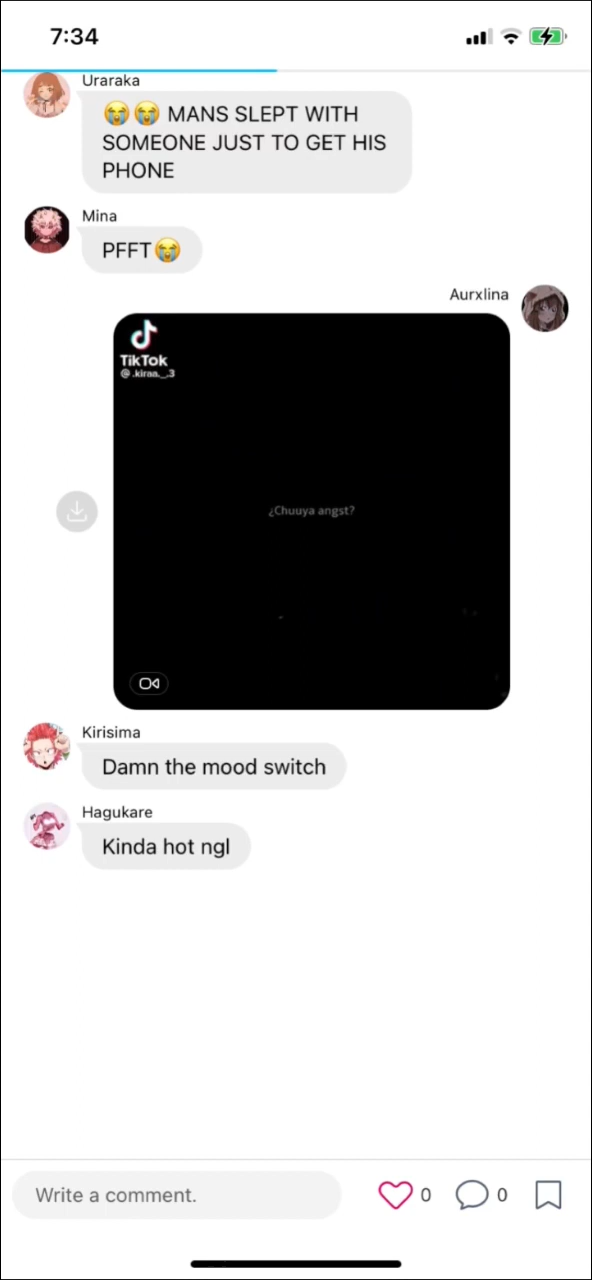 7:34
Uraraka
😭😭 MANS SLEPT WITH
SOMEONE JUST TO GET HIS
PHONE
Mina
PFFT😭
Aurxlina
TikTok
@.kiraa._.3
¿Chuuya angst?
Kirisima
Damn the mood switch
Hagukare
Kinda hot ngl
Write a comment.
0
0